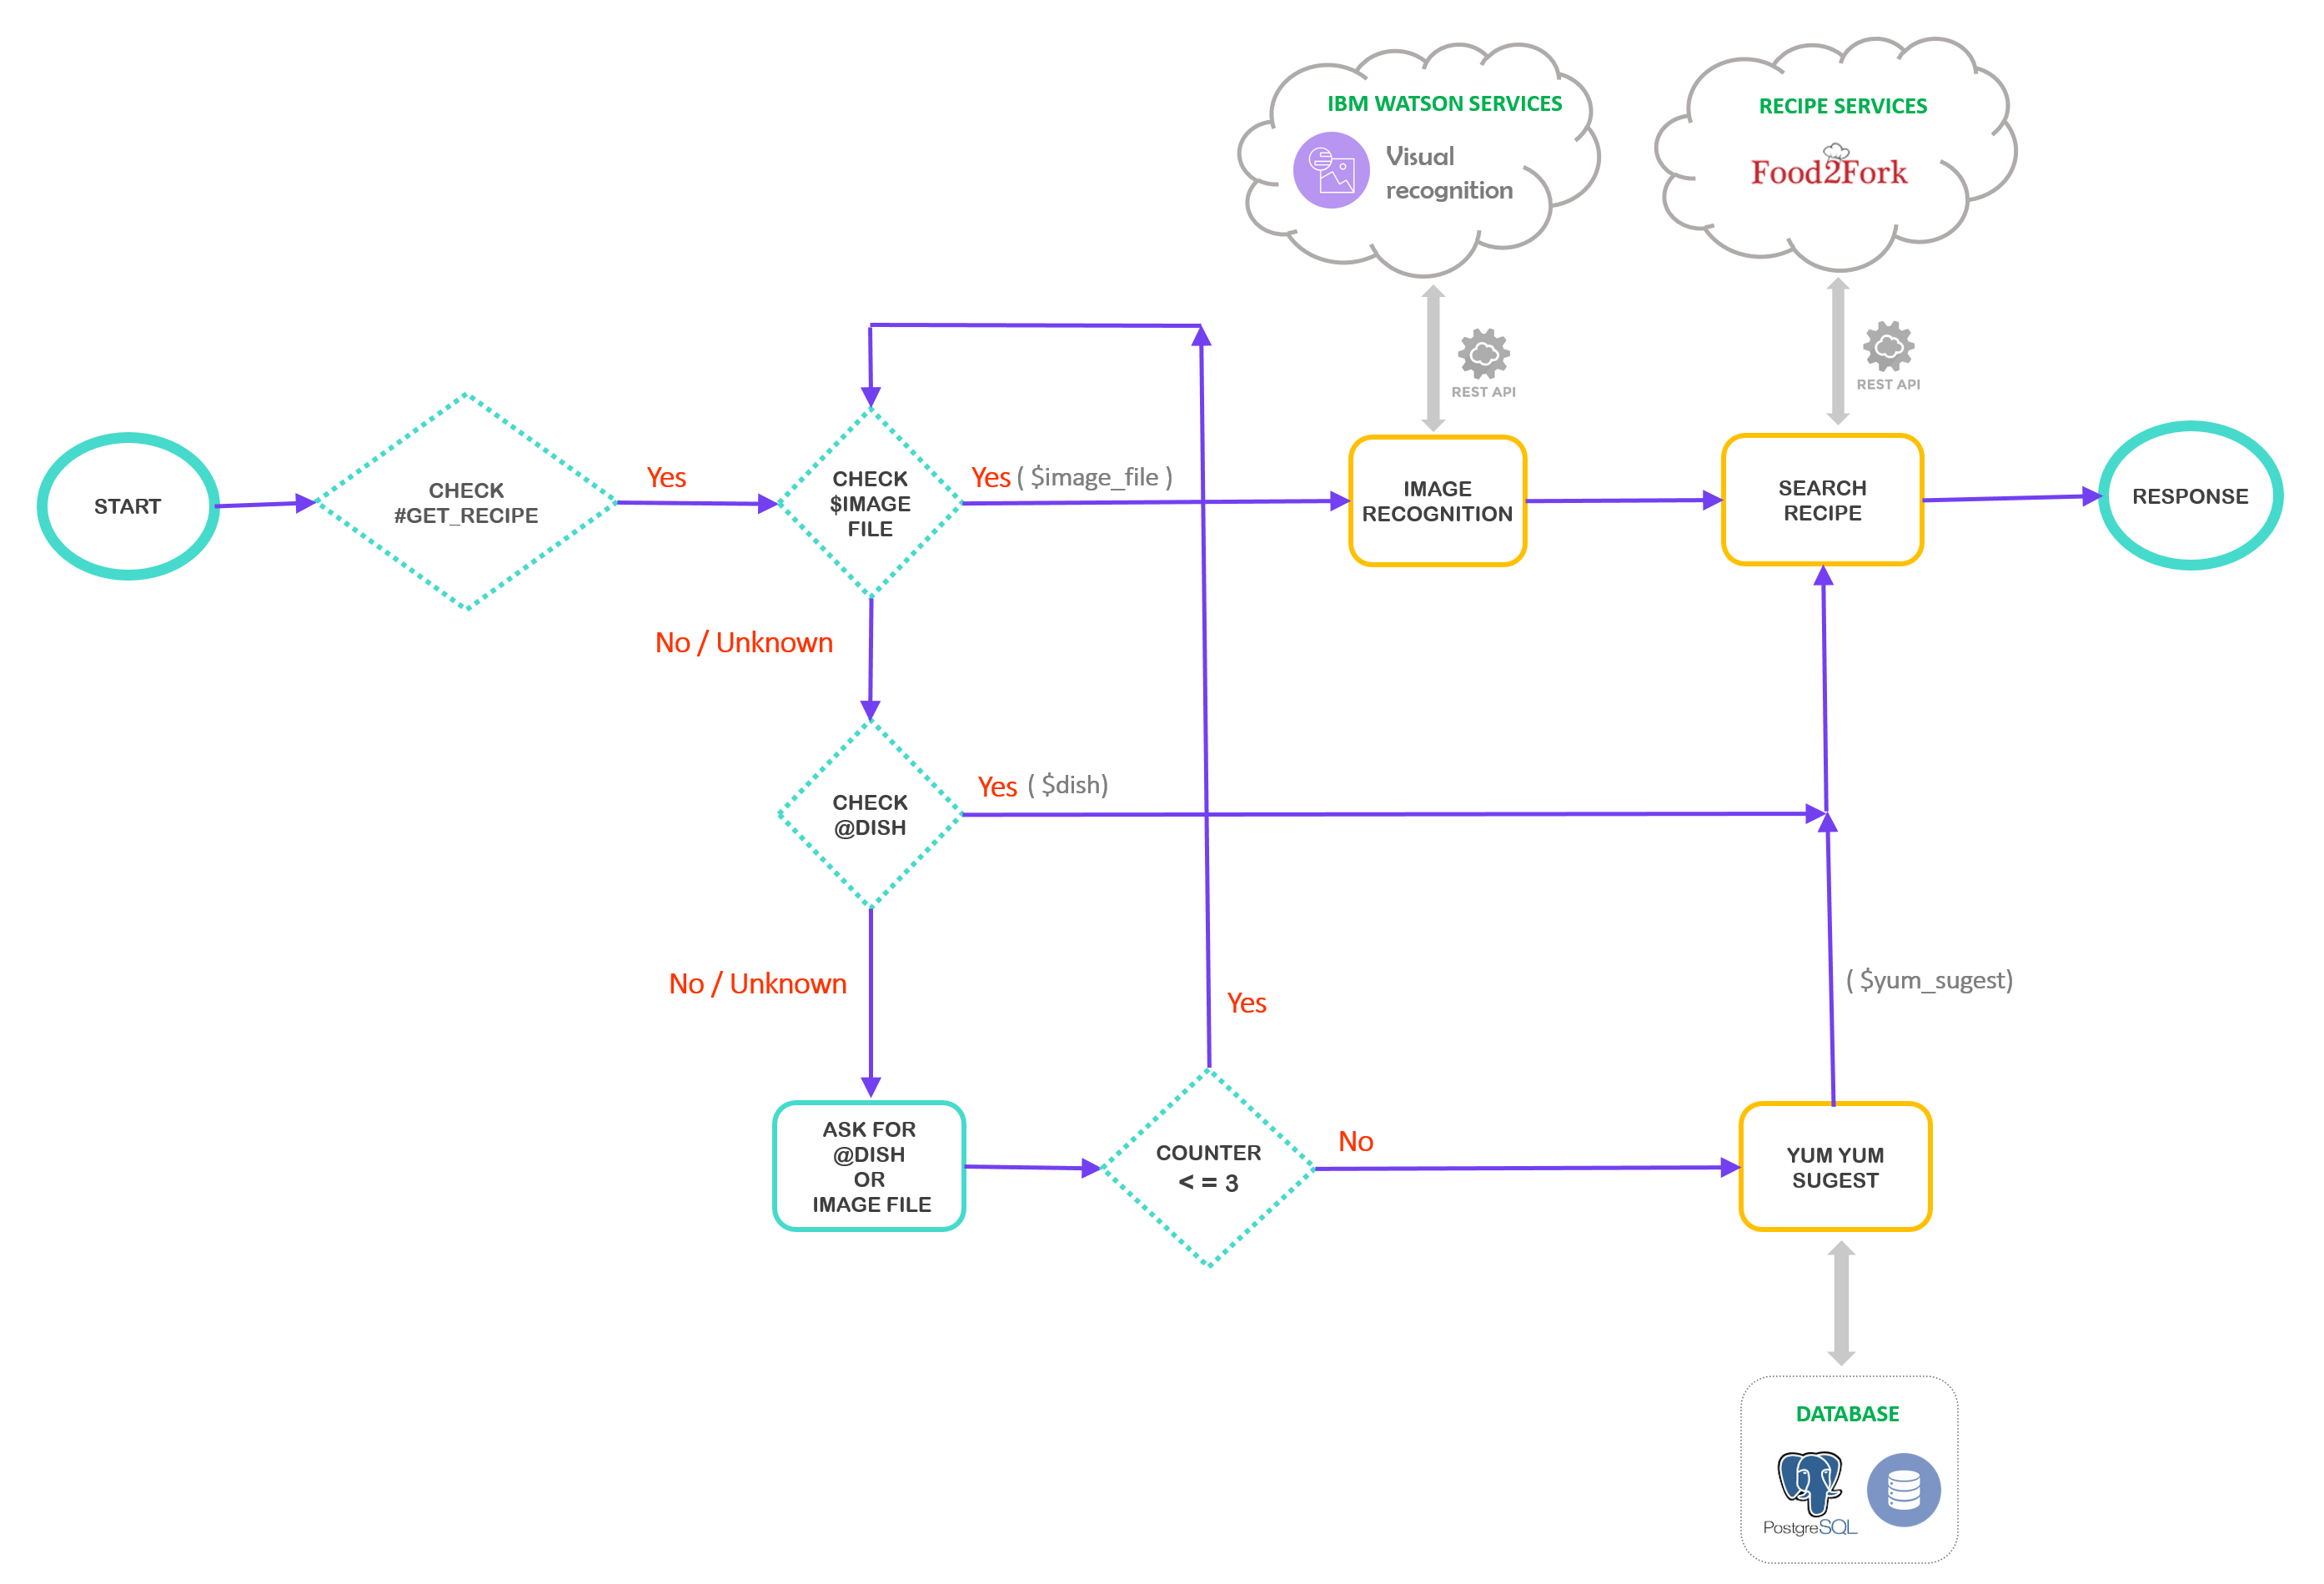 IBM WATSON SERVICES
Visual
recognition
RECIPE SERVICES
Food2Fork
REST API
REST API
START
CHECK
#GET_RECIPE
Yes
CHECK
$IMAGE
FILE
Yes ( $image_file )
IMAGE
RECOGNITION
SEARCH
RECIPE
RESPONSE
No / Unknown
CHECK
@DISH
Yes ( $dish)
No / Unknown
Yes
( $yum_sugest)
ASK FOR
@DISH
OR
IMAGE FILE
COUNTER
< = 3
No
YUM YUM
SUGEST
DATABASE
PostgreSQL